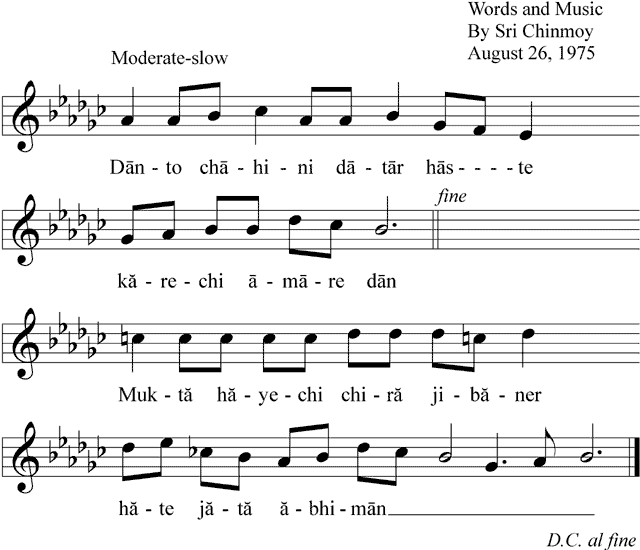 Words and Music
By Sri Chinmoy
August 26, 1975
Moderate-slow
Dān - to chā - hi - ni dā - tār hās - - - - te
fine
kă - re - chi ā - mā - re dān
Muk - tă hă - ye - chi chi - ră ji - bă - ner
hă - te jă - tă ă - bhi - mān
D.C. al fine